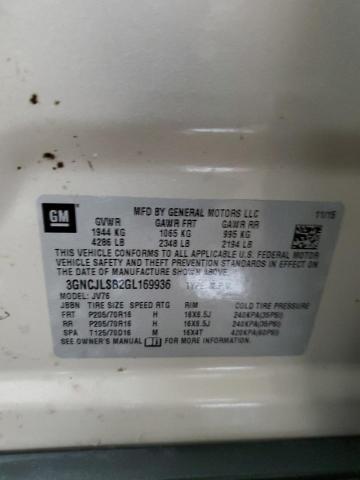 GM
MFD BY GENERAL MOTORS LLC 11/15
GVWR GAWR FRT GAWR RR
1944 KG 1065 KG 995 KG
4286 LB 2348 LB 2194 LB
THIS VEHICLE CONFORMS TO ALL APPLICABLE U.S. FEDERAL MOTOR
VEHICLE SAFETY AND THEFT PREVENTION STANDARDS IN EFFECT
ON THE DATE OF MANUFACTURE SHOWN ABOVE.
3GNCJLSB2GL169936 TYPE: M.P.V.
MODEL: JV76
JBBN TIRE SIZE SPEED RTG RIM COLD TIRE PRESSURE
FRT P205/70R16 H 16X6.5J 240KPA(35PSI)
RR P205/70R16 H 16X6.5J 240KPA(35PSI)
SPA T125/70D16 M 16X4T 420KPA(60PSI)
SEE OWNER'S MANUAL FOR MORE INFORMATION.